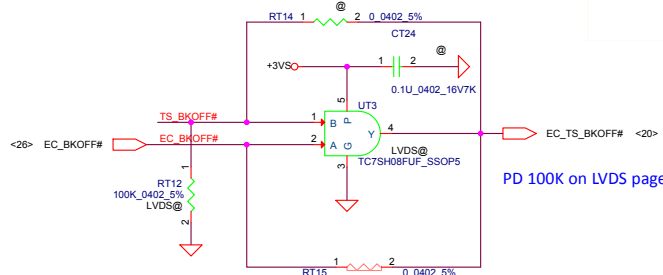 @
RT14 1 2 0_0402_5%
CT24
@
+3VS 1 2
0.1U_0402_16V7K
5 UT3
TS_BKOFF# 1 B P
Y 4
<26> EC_BKOFF# EC_BKOFF# 2 A G EC_TS_BKOFF# <20>
LVDS@
3 TC7SH08FUF_SSOP5
1
RT12
100K_0402_5%
LVDS@
2
PD 100K on LVDS page
RT15 1 2 0_0402_5%